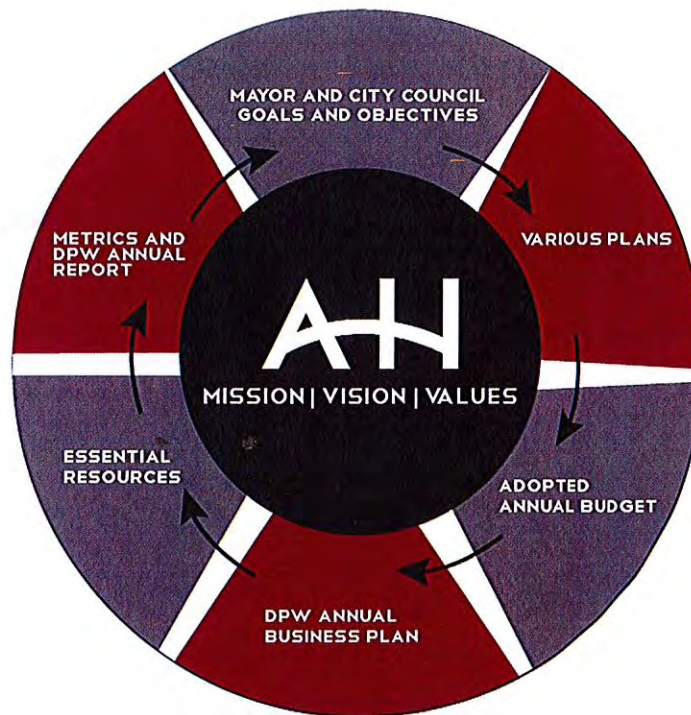 MAYOR AND CITY COUNCIL
GOALS AND OBJECTIVES
VARIOUS PLANS
ADOPTED
ANNUAL BUDGET
DPW ANNUAL
BUSINESS PLAN
ESSENTIAL
RESOURCES
METRICS AND
DPW ANNUAL
REPORT
AH
MISSION | VISION | VALUES